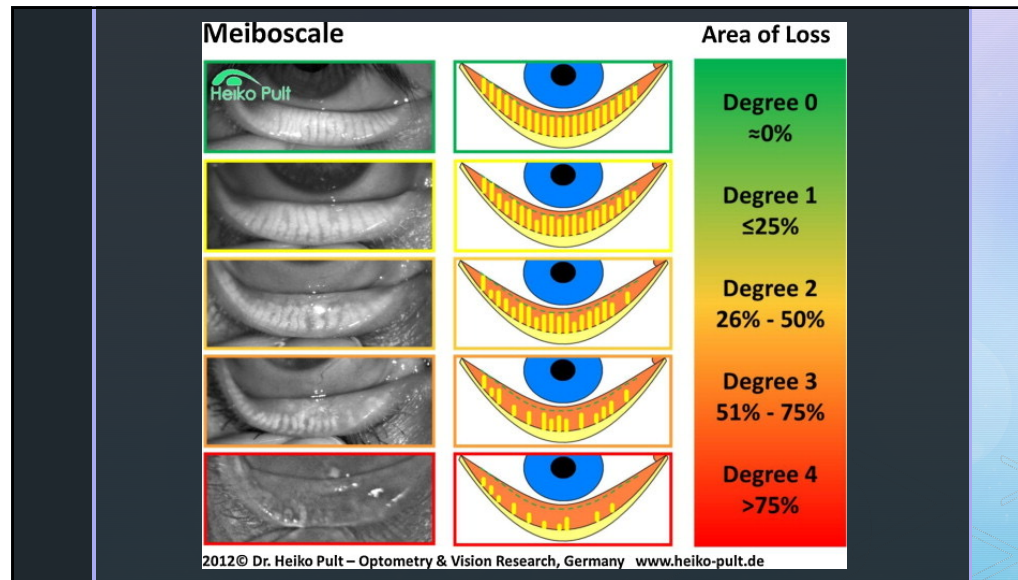 Meiboscale
Area of Loss
Heiko Pult
Degree 0
≈0%
Degree 1
≤25%
Degree 2
26% - 50%
Degree 3
51% - 75%
Degree 4
>75%
2012© Dr. Heiko Pult – Optometry & Vision Research, Germany www.heiko-pult.de